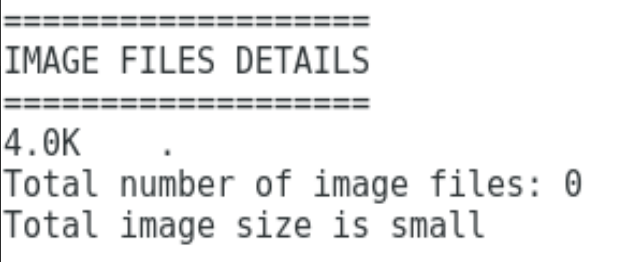 ===================
IMAGE FILES DETAILS
===================
4.0K    .
Total number of image files: 0
Total image size is small